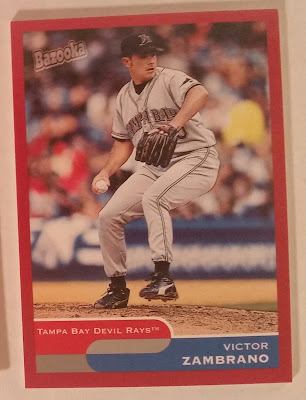 Bazooka
TAMPA BAY DEVIL RAYS™
VICTOR
ZAMBRANO